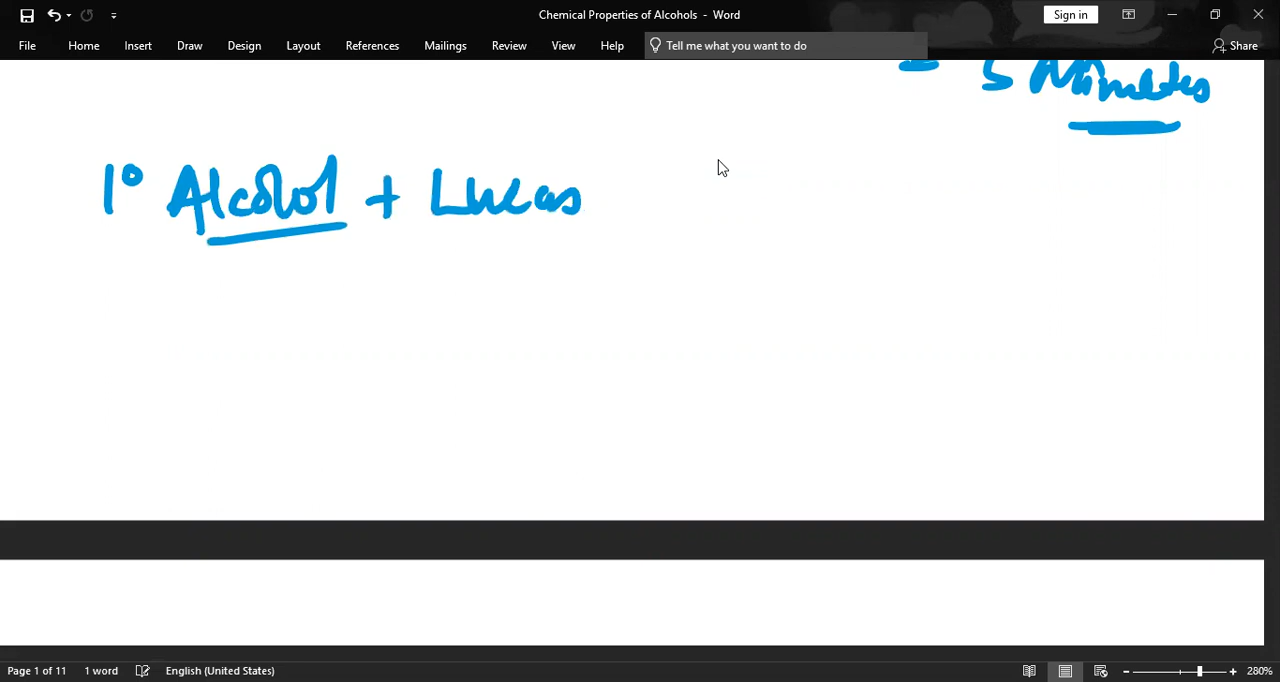 Chemical Properties of Alcohols - Word
Sign in
File Home Insert Draw Design Layout References Mailings Review View Help Tell me what you want to do Share
= 5 Minutes
1° Alcohol + Lucas
Page 1 of 11 1 word English (United States) 280%